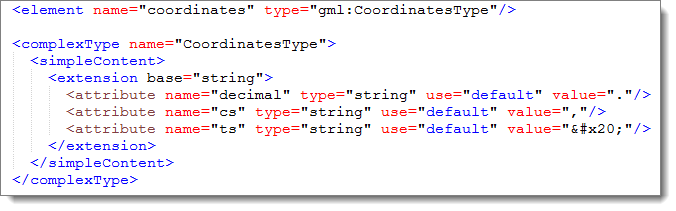 <element name="coordinates" type="gml:CoordinatesType"/>
<complexType name="CoordinatesType">
<simpleContent>
<extension base="string">
<attribute name="decimal" type="string" use="default" value="."/>
<attribute name="cs" type="string" use="default" value=","/>
<attribute name="ts" type="string" use="default" value="&#x20;"/>
</extension>
</simpleContent>
</complexType>